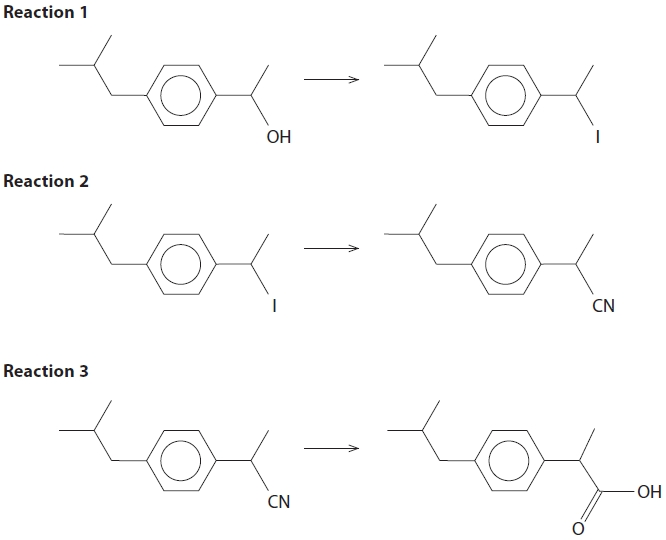 Reaction 1
OH
I
Reaction 2
I
CN
Reaction 3
CN
OH
O